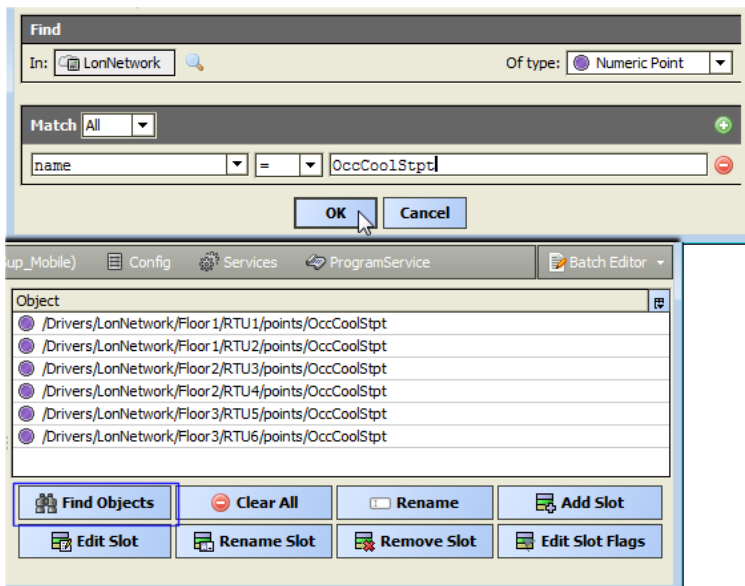 Find
In: LonNetwork Of type: Numeric Point
Match All
name = OccCoolStpt
OK Cancel
Sup_Mobile) Config Services ProgramService Batch Editor
Object
/Drivers/LonNetwork/Floor1/RTU1/points/OccCoolStpt
/Drivers/LonNetwork/Floor1/RTU2/points/OccCoolStpt
/Drivers/LonNetwork/Floor2/RTU3/points/OccCoolStpt
/Drivers/LonNetwork/Floor2/RTU4/points/OccCoolStpt
/Drivers/LonNetwork/Floor3/RTU5/points/OccCoolStpt
/Drivers/LonNetwork/Floor3/RTU6/points/OccCoolStpt
Find Objects Clear All Rename Add Slot
Edit Slot Rename Slot Remove Slot Edit Slot Flags